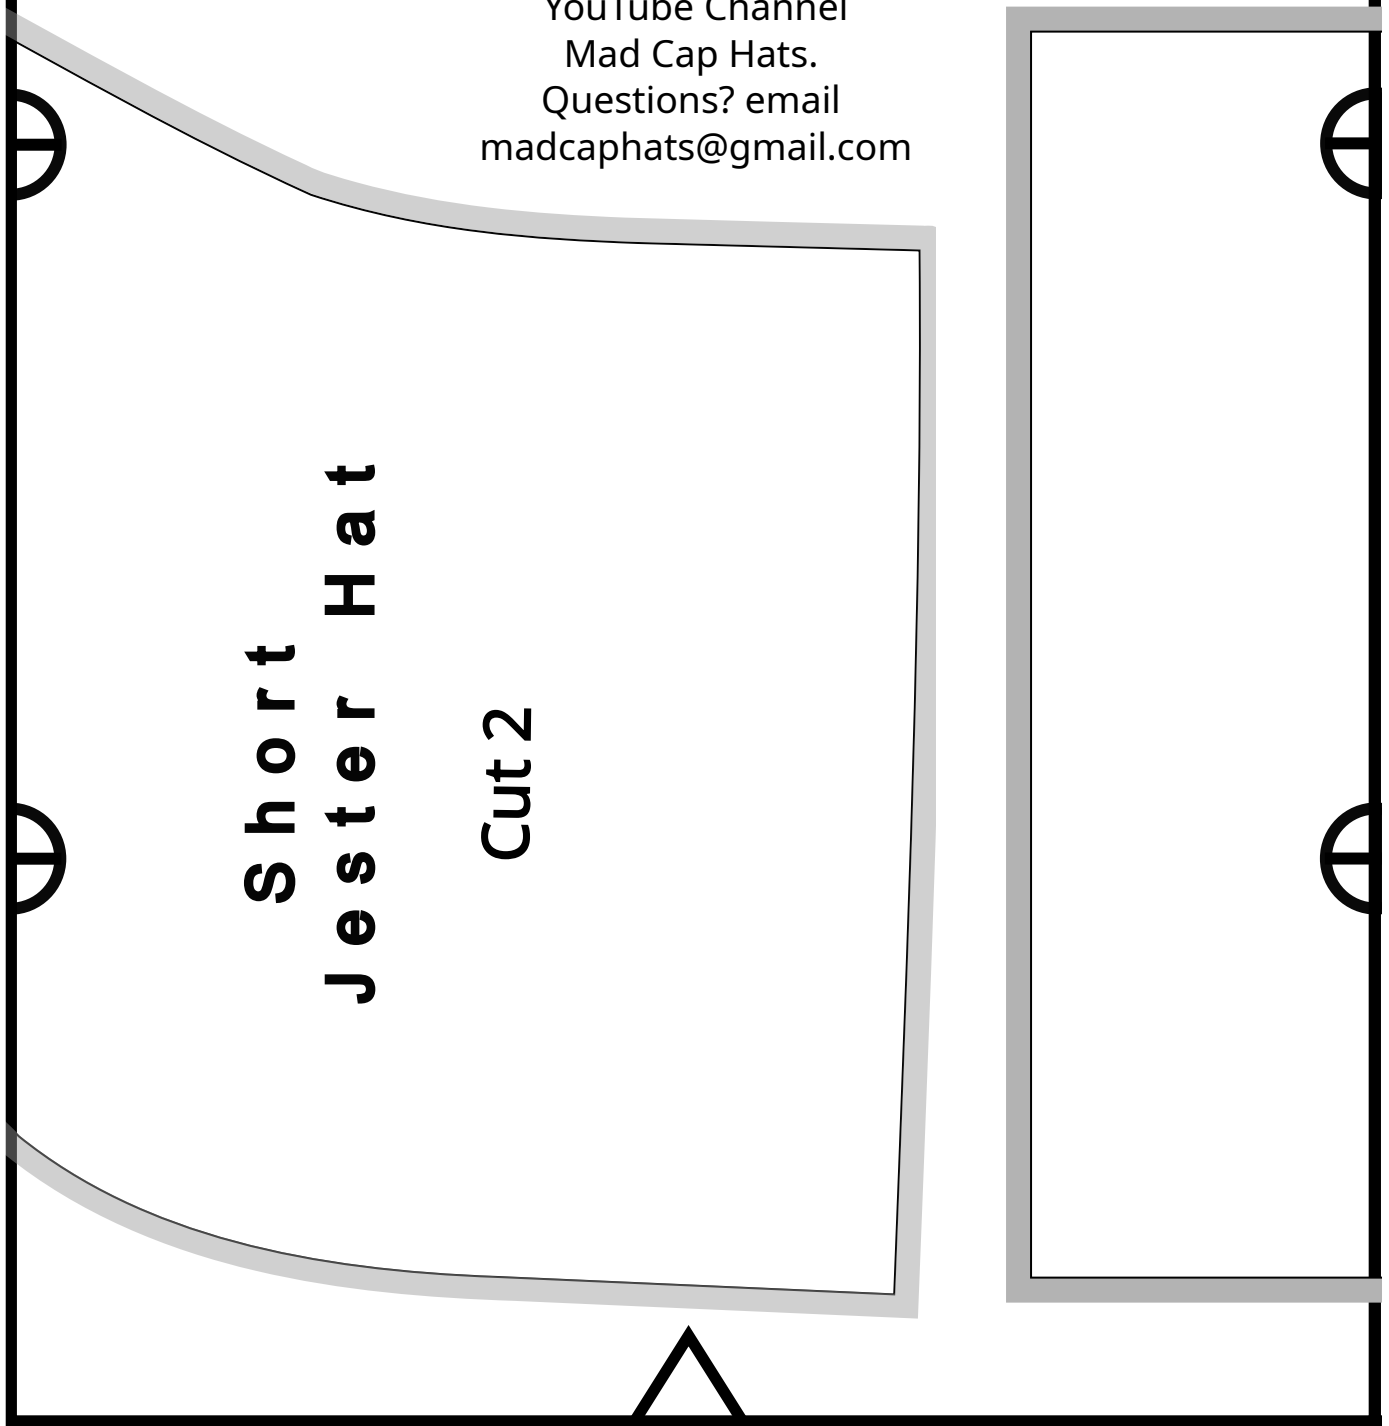 YouTube Channel
Mad Cap Hats.
Questions? email
madcaphats@gmail.com
Short
Jester Hat
Cut 2